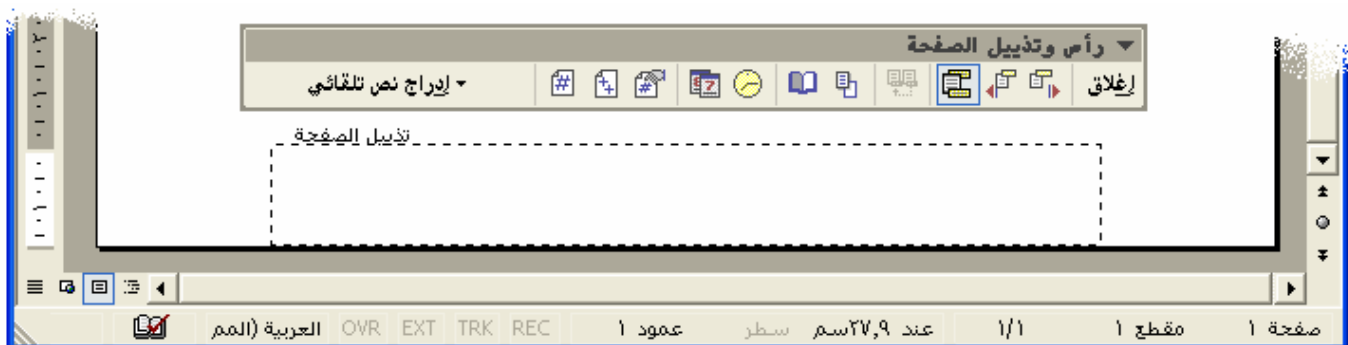 رأس وتذييل الصفحة
إغلاق إدراج نص تلقائي
تذييل الصفحة
صفحة ١ مقطع ١ ١/١ عند ٢٧,٩سم سطر عمود ١ REC TRK EXT OVR العربية (المم